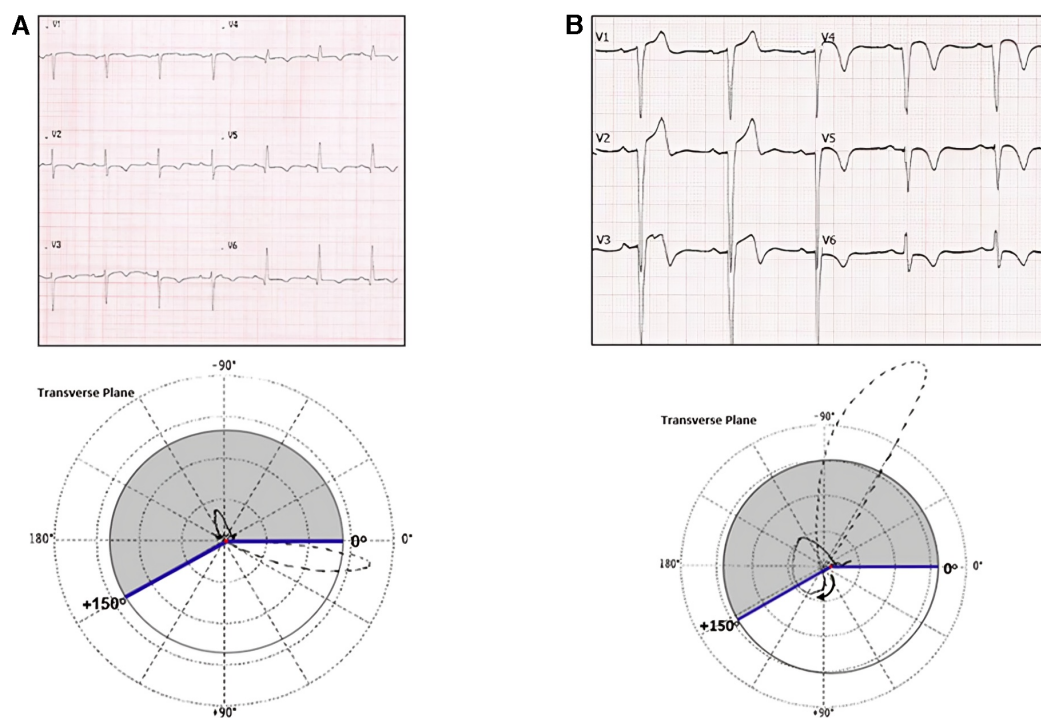 A
V1 V4
V2 V5
V3 V6
B
V1 V4
V2 V5
V3 V6
Transverse Plane
-90°
180°
0°
0°
+150°
+90°
Transverse Plane
-90°
180°
0°
0°
+150°
+90°